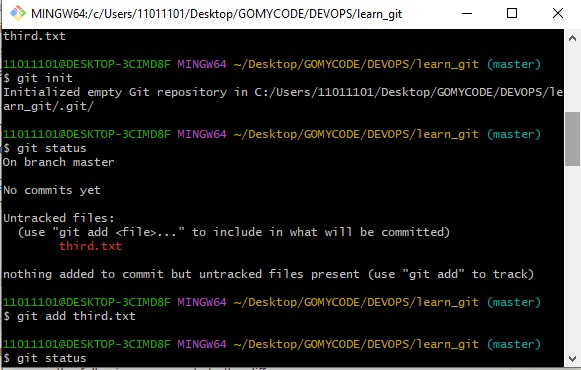 MINGW64:/c/Users/11011101/Desktop/GOMYCODE/DEVOPS/learn_git
third.txt
11011101@DESKTOP-3CIMD8F MINGW64 ~/Desktop/GOMYCODE/DEVOPS/learn_git (master)
$ git init
Initialized empty Git repository in C:/Users/11011101/Desktop/GOMYCODE/DEVOPS/le
arn_git/.git/
11011101@DESKTOP-3CIMD8F MINGW64 ~/Desktop/GOMYCODE/DEVOPS/learn_git (master)
$ git status
On branch master
No commits yet
Untracked files:
(use "git add <file>..." to include in what will be committed)
third.txt
nothing added to commit but untracked files present (use "git add" to track)
11011101@DESKTOP-3CIMD8F MINGW64 ~/Desktop/GOMYCODE/DEVOPS/learn_git (master)
$ git add third.txt
11011101@DESKTOP-3CIMD8F MINGW64 ~/Desktop/GOMYCODE/DEVOPS/learn_git (master)
$ git status